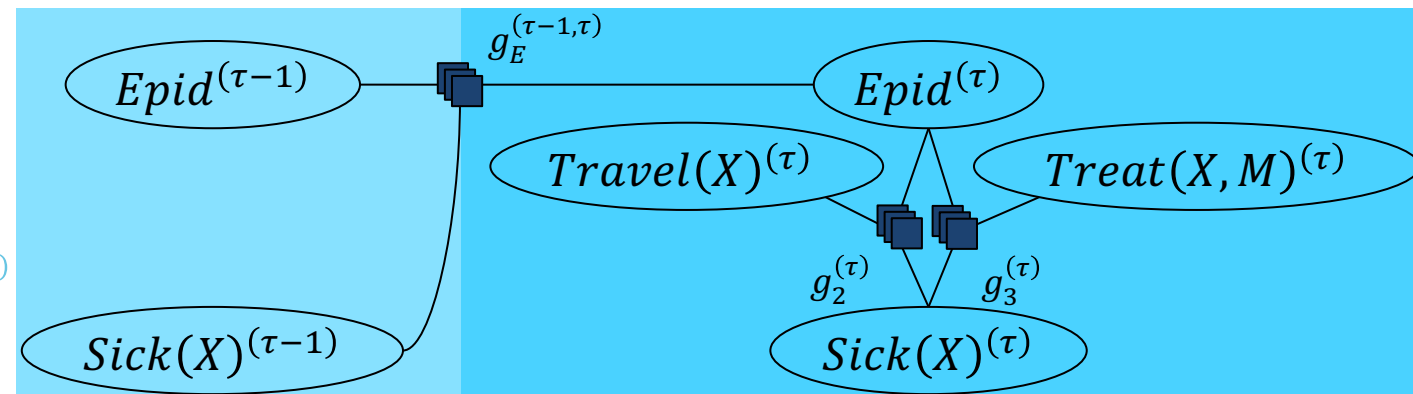 g_E^{(τ−1,τ)}
Epid^{(τ−1)}
Epid^{(τ)}
Travel(X)^{(τ)}
Treat(X, M)^{(τ)}
)
g_2^{(τ)}
g_3^{(τ)}
Sick(X)^{(τ−1)}
Sick(X)^{(τ)}